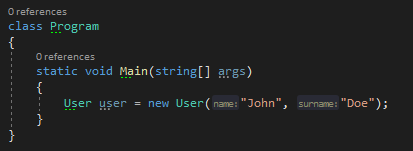 0 references
class Program
{
0 references
static void Main(string[] args)
{
User user = new User(name:"John", surname:"Doe");
}
}